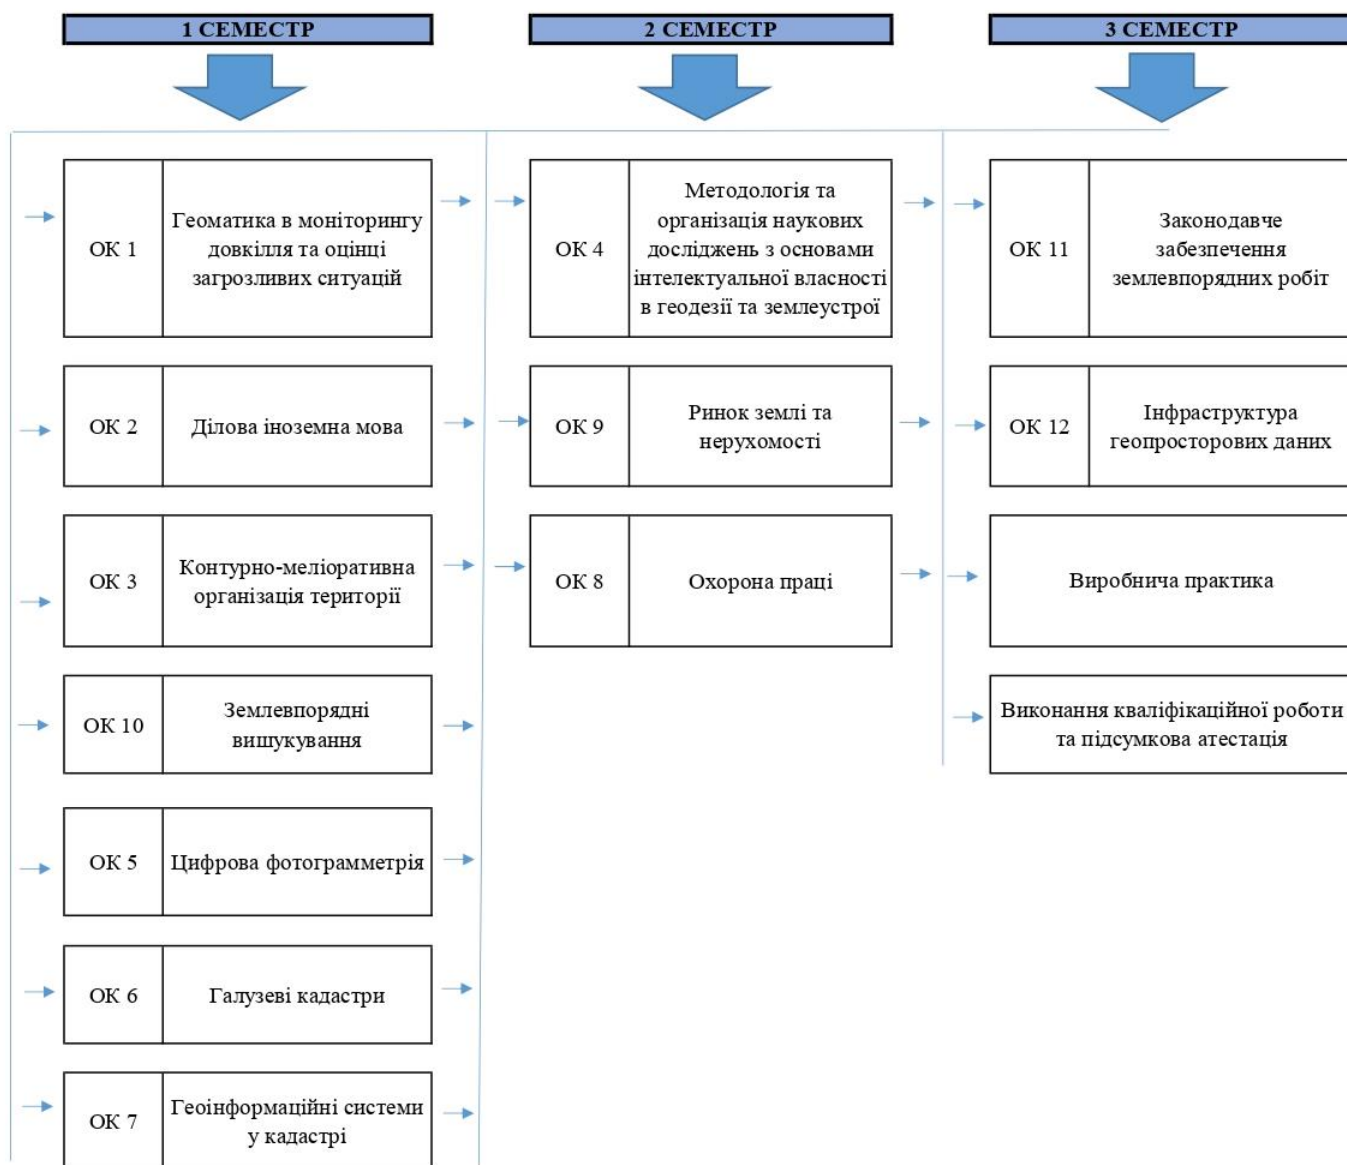 1 СЕМЕСТР
ОК 1
Геоматика в моніторингу
довкілля та оцінці
загрозливих ситуацій
ОК 2
Ділова іноземна мова
ОК 3
Контурно-меліоративна
організація території
ОК 10
Землевпорядні
вишукування
ОК 5
Цифрова фотограмметрія
ОК 6
Галузеві кадастри
ОК 7
Геоінформаційні системи
у кадастрі
2 СЕМЕСТР
ОК 4
Методологія та
організація наукових
досліджень з основами
інтелектуальної власності
в геодезії та землеустрої
ОК 9
Ринок землі та
нерухомості
ОК 8
Охорона праці
3 СЕМЕСТР
ОК 11
Законодавче
забезпечення
землевпорядних робіт
ОК 12
Інфраструктура
геопросторових даних
Виробнича практика
Виконання кваліфікаційної роботи
та підсумкова атестація